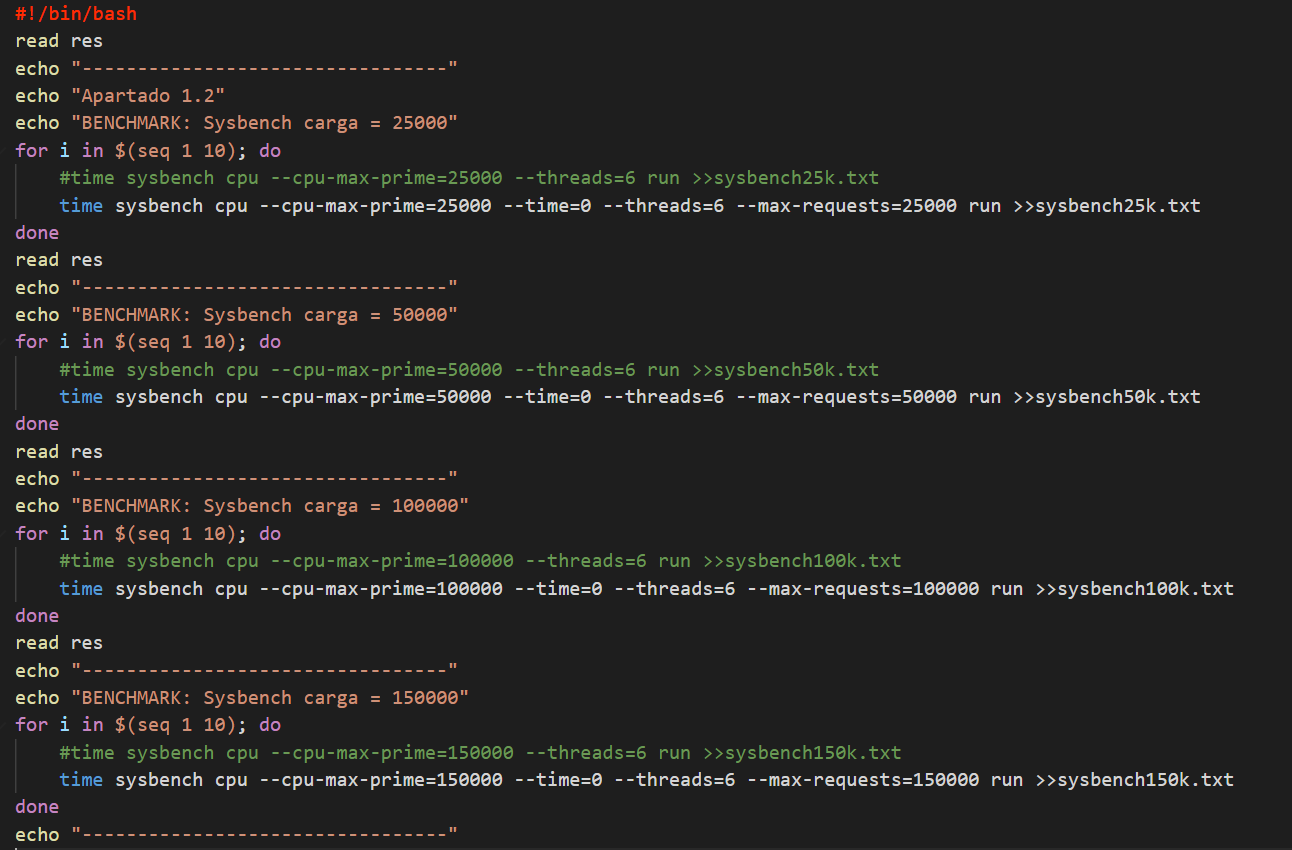 #!/bin/bash
read res
echo "---------------------------------"
echo "Apartado 1.2"
echo "BENCHMARK: Sysbench carga = 25000"
for i in $(seq 1 10); do
    #time sysbench cpu --cpu-max-prime=25000 --threads=6 run >>sysbench25k.txt
    time sysbench cpu --cpu-max-prime=25000 --time=0 --threads=6 --max-requests=25000 run >>sysbench25k.txt
done
read res
echo "---------------------------------"
echo "BENCHMARK: Sysbench carga = 50000"
for i in $(seq 1 10); do
    #time sysbench cpu --cpu-max-prime=50000 --threads=6 run >>sysbench50k.txt
    time sysbench cpu --cpu-max-prime=50000 --time=0 --threads=6 --max-requests=50000 run >>sysbench50k.txt
done
read res
echo "---------------------------------"
echo "BENCHMARK: Sysbench carga = 100000"
for i in $(seq 1 10); do
    #time sysbench cpu --cpu-max-prime=100000 --threads=6 run >>sysbench100k.txt
    time sysbench cpu --cpu-max-prime=100000 --time=0 --threads=6 --max-requests=100000 run >>sysbench100k.txt
done
read res
echo "---------------------------------"
echo "BENCHMARK: Sysbench carga = 150000"
for i in $(seq 1 10); do
    #time sysbench cpu --cpu-max-prime=150000 --threads=6 run >>sysbench150k.txt
    time sysbench cpu --cpu-max-prime=150000 --time=0 --threads=6 --max-requests=150000 run >>sysbench150k.txt
done
echo "---------------------------------"